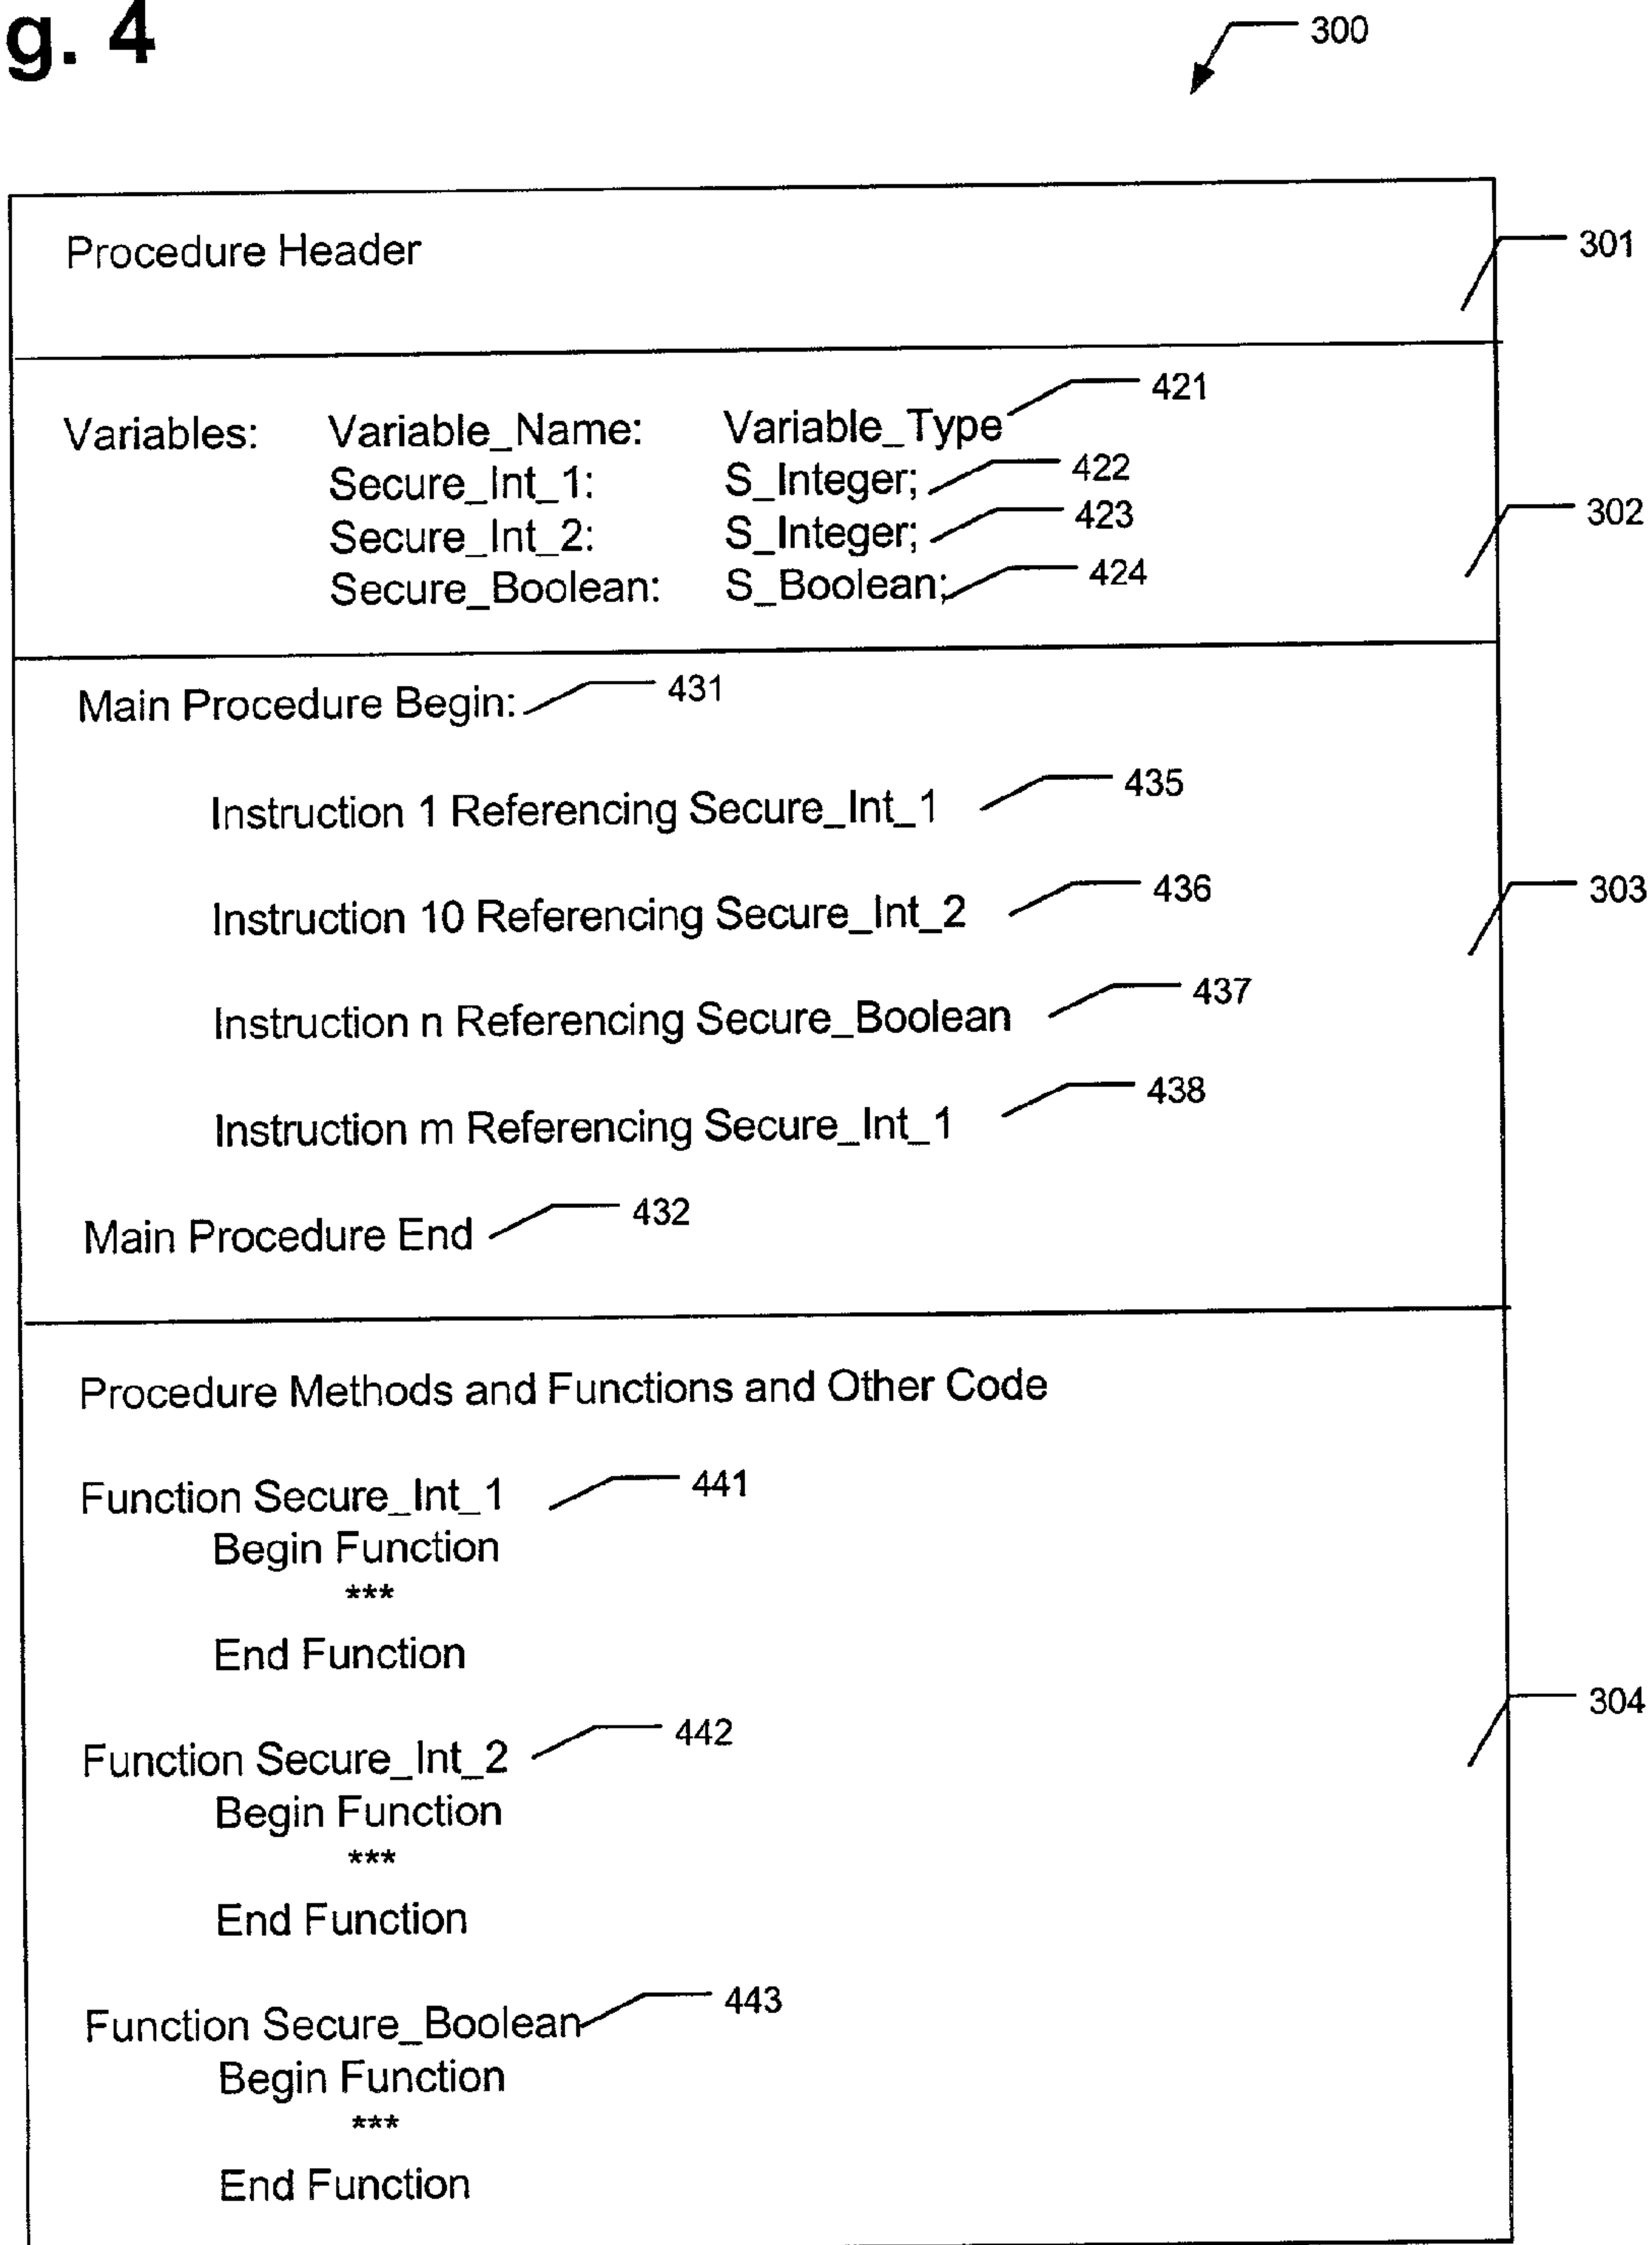 g. 4
300
Procedure Header
301
Variables: Variable_Name: Variable_Type 421
Secure_Int_1: S_Integer; 422
Secure_Int_2: S_Integer; 423
302
Secure_Boolean: S_Boolean; 424
Main Procedure Begin: 431
Instruction 1 Referencing Secure_Int_1 435
Instruction 10 Referencing Secure_Int_2 436
303
Instruction n Referencing Secure_Boolean 437
Instruction m Referencing Secure_Int_1 438
Main Procedure End 432
Procedure Methods and Functions and Other Code
Function Secure_Int_1 441
Begin Function
***
End Function
304
Function Secure_Int_2 442
Begin Function
***
End Function
Function Secure_Boolean 443
Begin Function
***
End Function